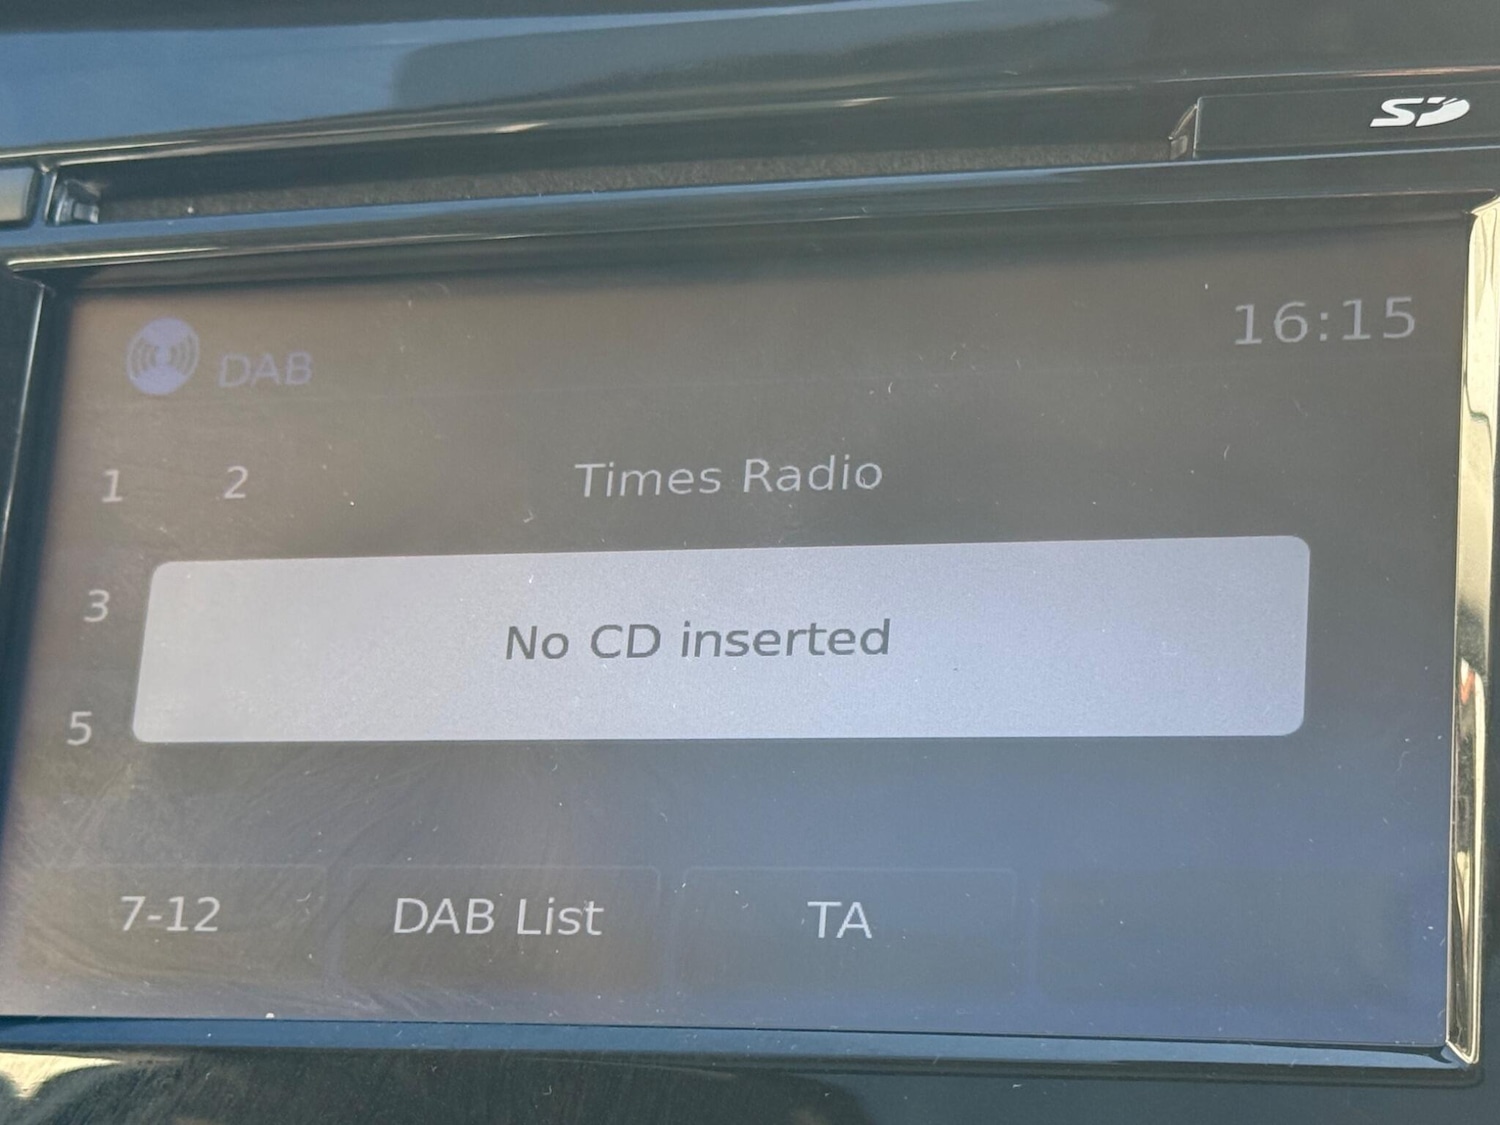 SD
DAB
16:15
1 2 Times Radio
3
No CD inserted
5
7-12 DAB List TA